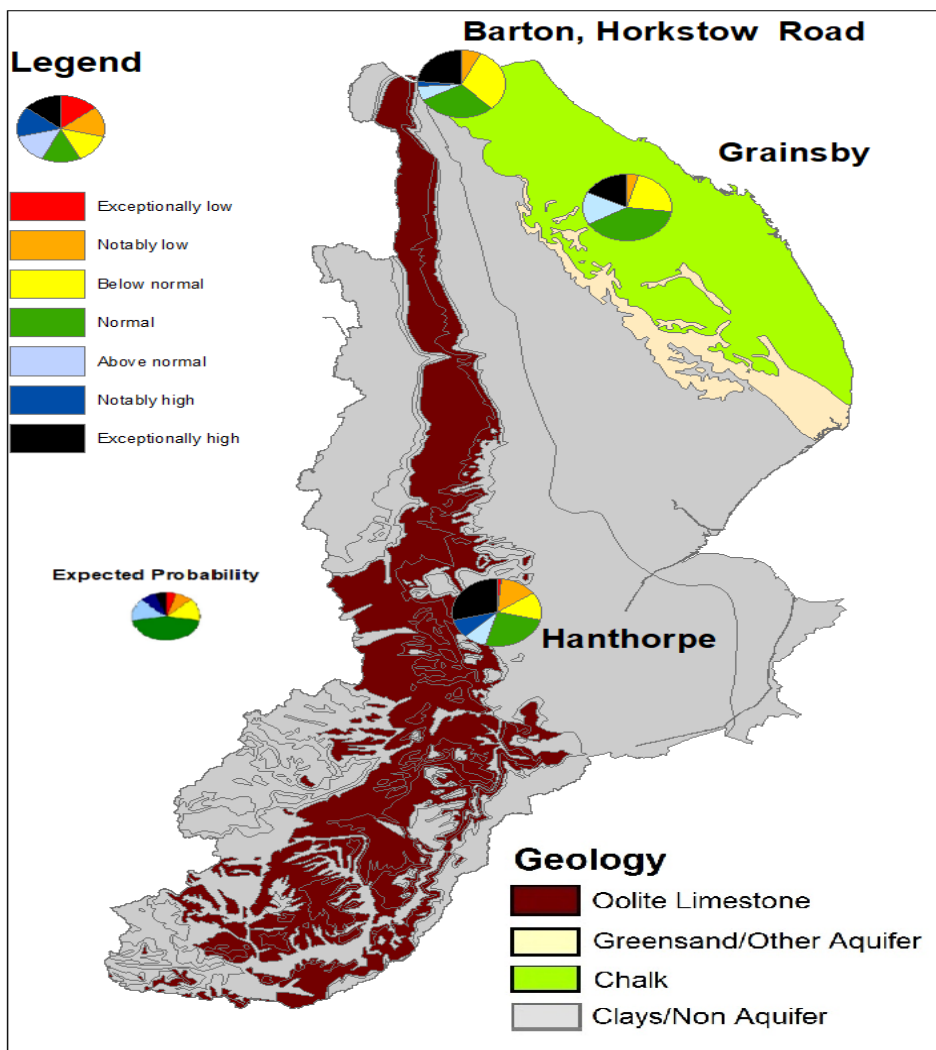 Barton, Horkstow Road
Legend
Grainsby
Exceptionally low
Notably low
Below normal
Normal
Above normal
Notably high
Exceptionally high
Expected Probability
Hanthorpe
Geology
Oolite Limestone
Greensand/Other Aquifer
Chalk
Clays/Non Aquifer